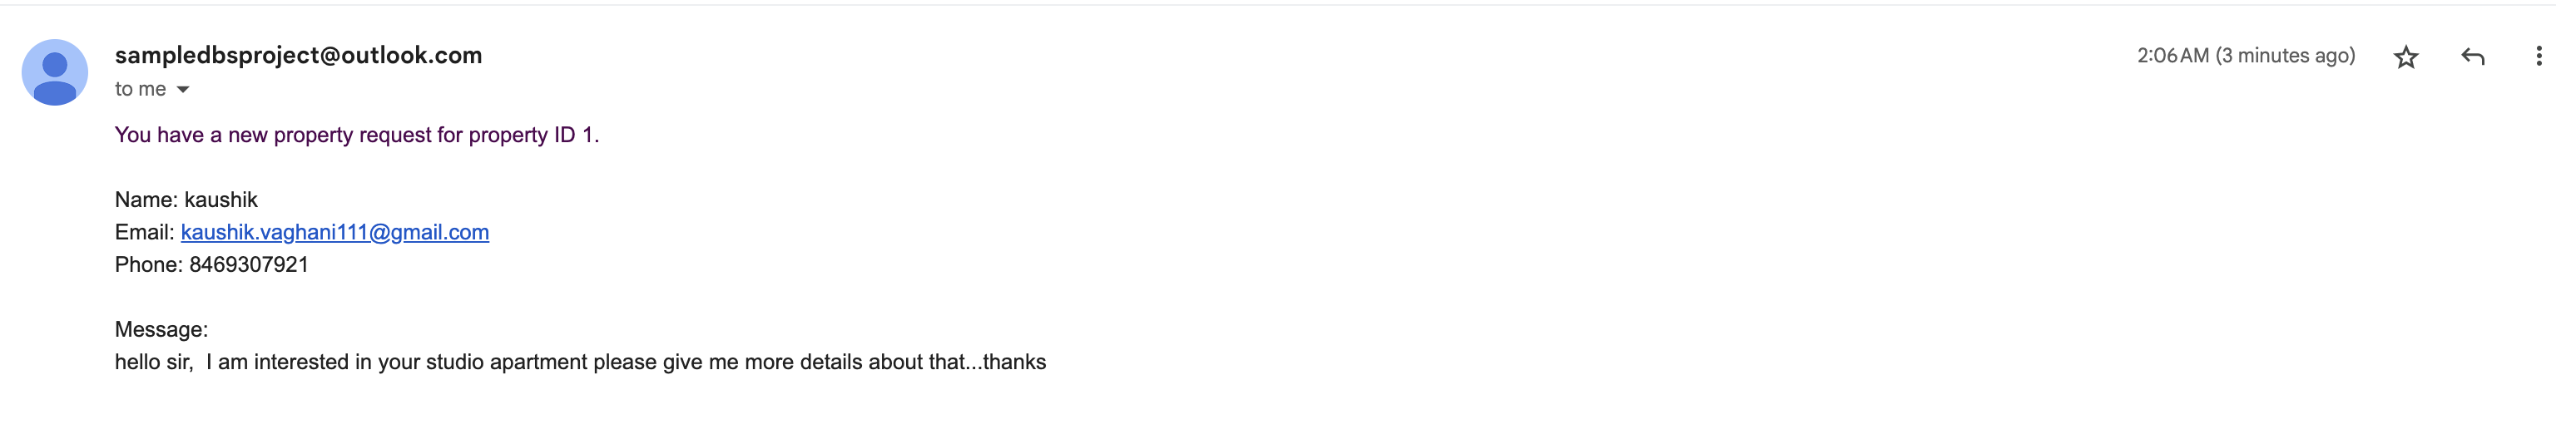 sampledbsproject@outlook.com
2:06 AM (3 minutes ago)
to me
You have a new property request for property ID 1.
Name: kaushik
Email: kaushik.vaghani111@gmail.com
Phone: 8469307921
Message:
hello sir,  I am interested in your studio apartment please give me more details about that...thanks